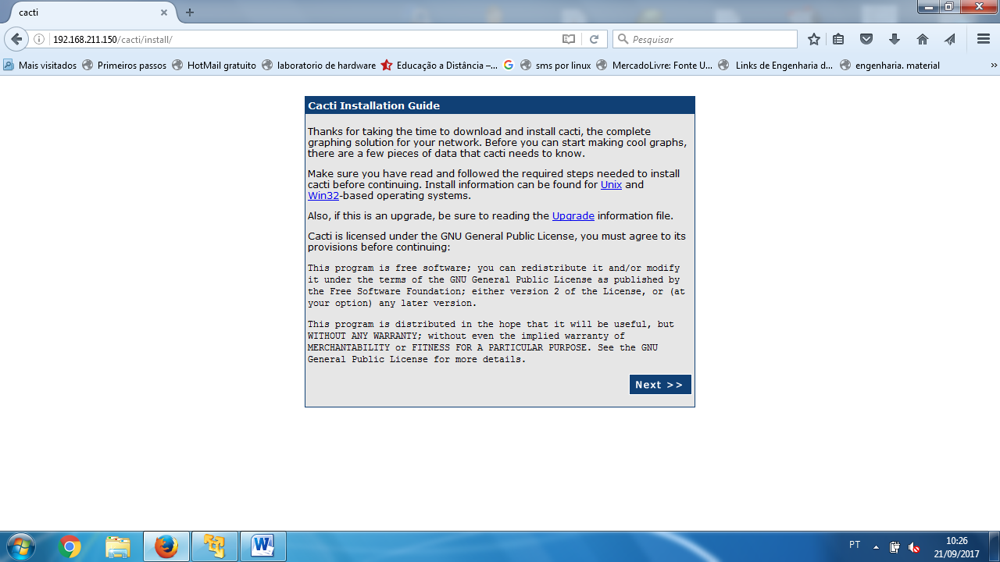 cacti
192.168.211.150/cacti/install/
Pesquisar
Mais visitados Primeiros passos HotMail gratuito laboratorio de hardware Educação a Distância –... sms por linux MercadoLivre: Fonte U... Links de Engenharia d... engenharia. material »
Cacti Installation Guide
Thanks for taking the time to download and install cacti, the complete
graphing solution for your network. Before you can start making cool graphs,
there are a few pieces of data that cacti needs to know.
Make sure you have read and followed the required steps needed to install
cacti before continuing. Install information can be found for Unix and
Win32-based operating systems.
Also, if this is an upgrade, be sure to reading the Upgrade information file.
Cacti is licensed under the GNU General Public License, you must agree to its
provisions before continuing:
This program is free software; you can redistribute it and/or modify
it under the terms of the GNU General Public License as published by
the Free Software Foundation; either version 2 of the License, or (at
your option) any later version.
This program is distributed in the hope that it will be useful, but
WITHOUT ANY WARRANTY; without even the implied warranty of
MERCHANTABILITY or FITNESS FOR A PARTICULAR PURPOSE. See the GNU
General Public License for more details.
Next >>
PT
10:26
21/09/2017